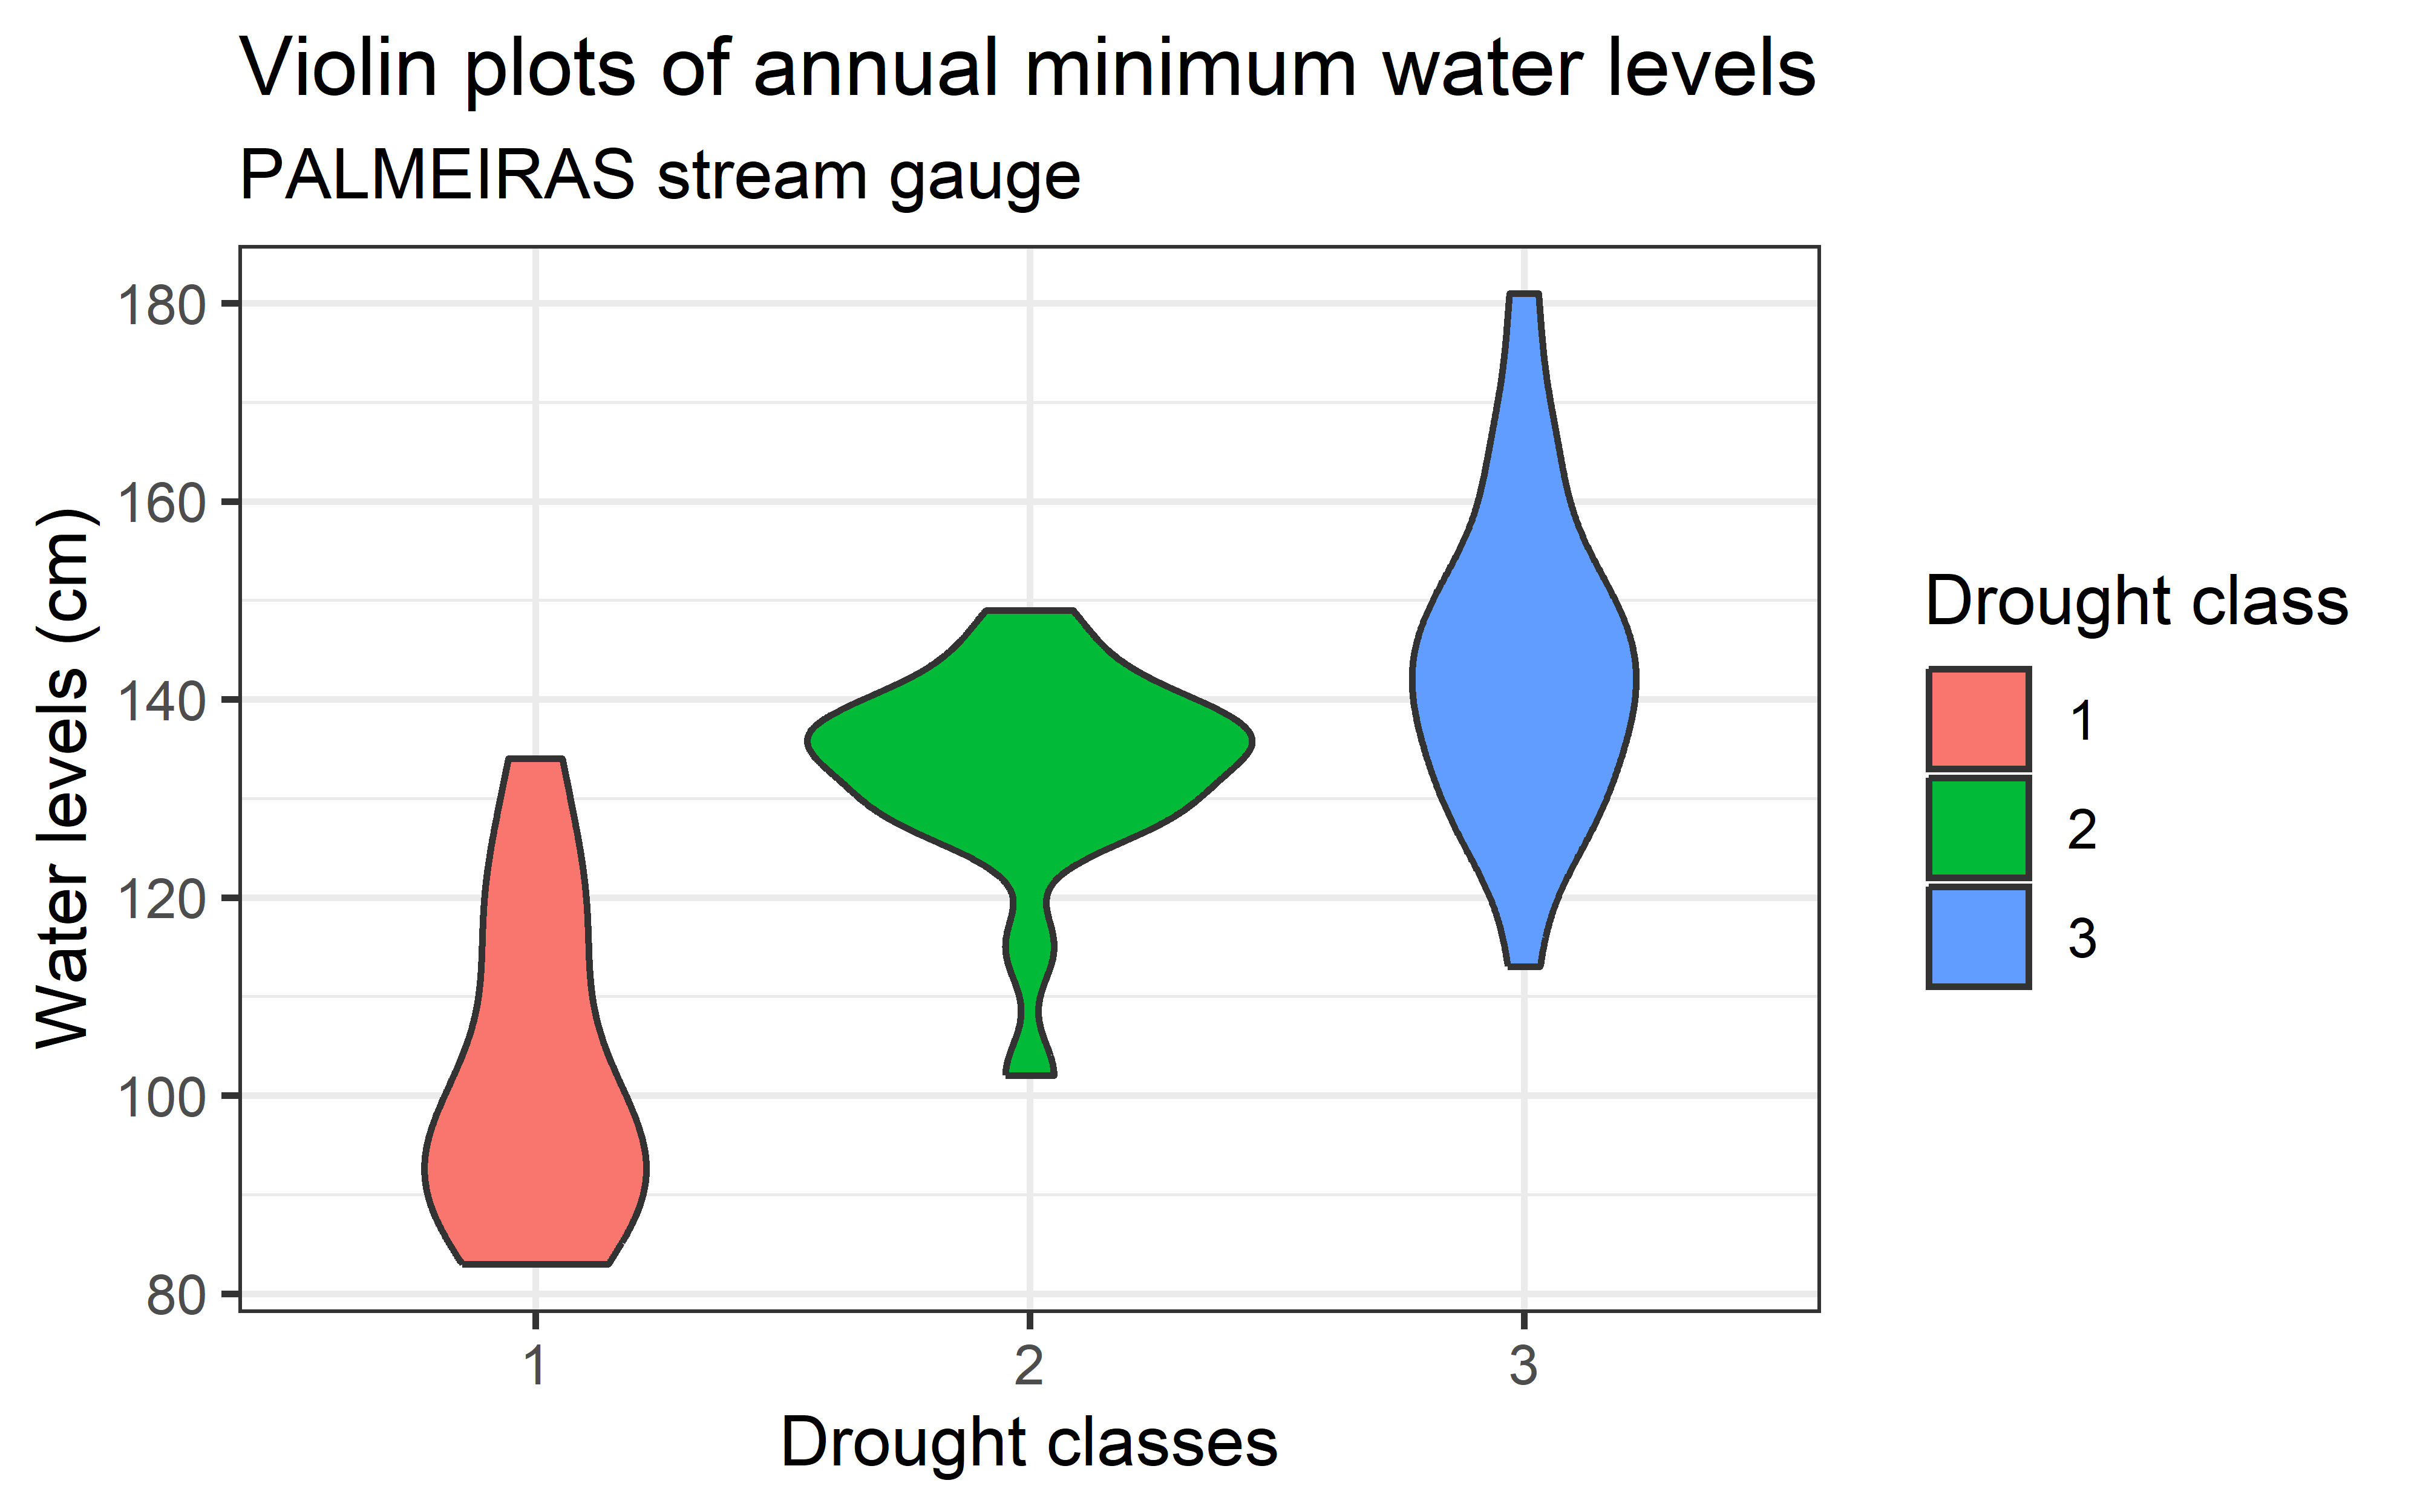 Violin plots of annual minimum water levels
PALMEIRAS stream gauge
Water levels (cm)
180
160
140
120
100
80
1
2
3
Drought classes
Drought class
1
2
3